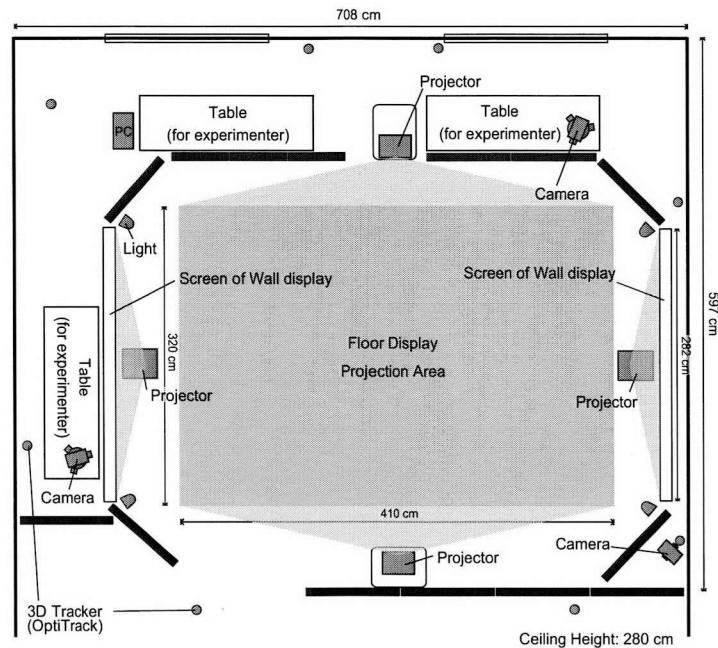 708 cm
Projector
Table
(for experimenter)
Table
(for experimenter)
PC
Camera
Light
Screen of Wall display
Screen of Wall display
597 cm
Table
(for experimenter)
320 cm
Floor Display
Projection Area
282 cm
Projector
Projector
Camera
410 cm
Projector
Camera
3D Tracker
(OptiTrack)
Ceiling Height: 280 cm